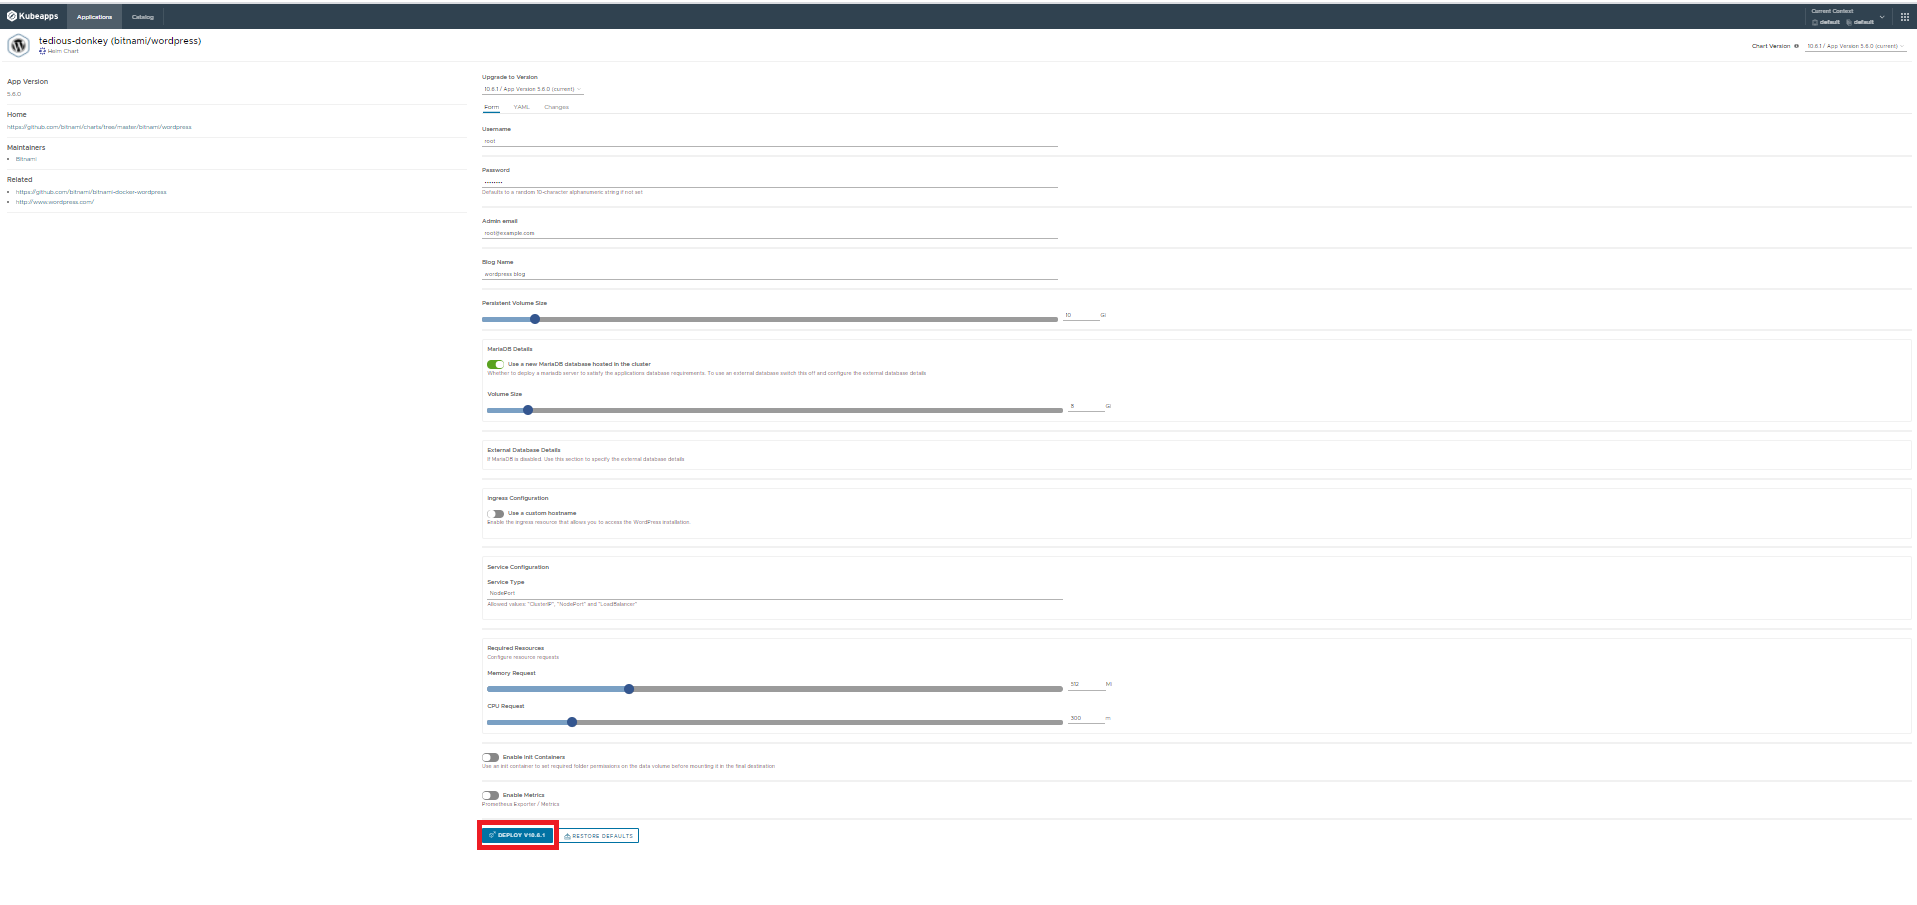 Kubeapps
Applications
Catalog
Current Context
default default
tedious-donkey (bitnami/wordpress)
Helm Chart
Chart Version
10.6.1 / App Version 5.6.0 (current)
App Version
5.6.0
Home
https://github.com/bitnami/charts/tree/master/bitnami/wordpress
Maintainers
Bitnami
Related
https://github.com/bitnami/bitnami-docker-wordpress
http://www.wordpress.com/
Upgrade to Version
10.6.1 / App Version 5.6.0 (current)
Form YAML Changes
Username
root
Password
Defaults to a random 10-character alphanumeric string if not set
Admin email
root@example.com
Blog Name
wordpress blog
Persistent Volume Size
10 Gi
MariaDB Details
Use a new MariaDB database hosted in the cluster
Whether to deploy a mariadb server to satisfy the applications database requirements. To use an external database switch this off and configure the external database details
Volume Size
8 Gi
External Database Details
If MariaDB is disabled. Use this section to specify the external database details
Ingress Configuration
Use a custom hostname
Enable the ingress resource that allows you to access the WordPress installation
Service Configuration
Service Type
NodePort
Allowed values: "ClusterIP", "NodePort" and "LoadBalancer"
Required Resources
Configure resource requests
Memory Request
512 Mi
CPU Request
300 m
Enable Init Containers
Use an init container to set required folder permissions on the data volume before mounting it in the final destination
Enable Metrics
Prometheus Exporter / Metrics
DEPLOY V10.6.1
RESTORE DEFAULTS